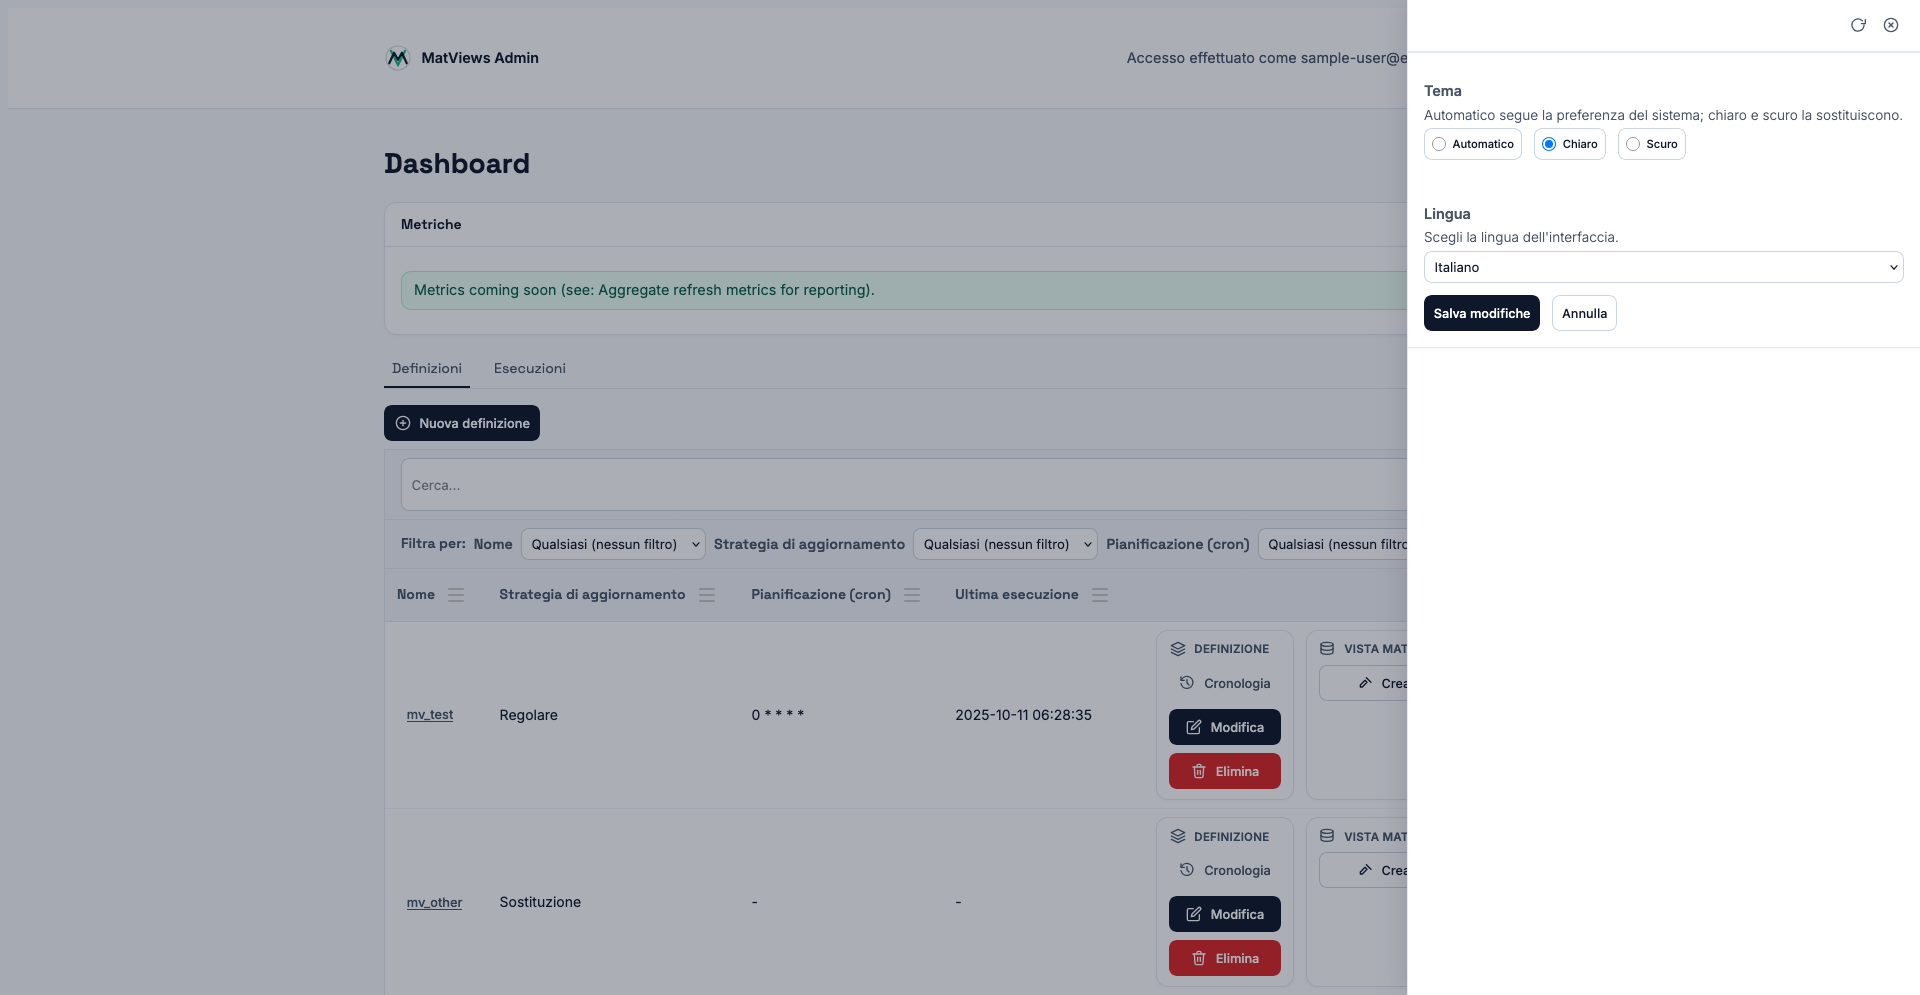 MatViews Admin
Accesso effettuato come sample-user@e
Dashboard
Metriche
Metrics coming soon (see: Aggregate refresh metrics for reporting).
Definizioni
Esecuzioni
Nuova definizione
Cerca...
Filtra per: Nome Qualsiasi (nessun filtro) Strategia di aggiornamento Qualsiasi (nessun filtro) Pianificazione (cron) Qualsiasi (nessun filtro
Nome Strategia di aggiornamento Pianificazione (cron) Ultima esecuzione
mv_test Regolare 0 * * * * 2025-10-11 06:28:35
DEFINIZIONE
Cronologia
Modifica
Elimina
VISTA MAT
Crea
mv_other Sostituzione - -
DEFINIZIONE
Cronologia
Modifica
Elimina
VISTA MAT
Crea
Tema
Automatico segue la preferenza del sistema; chiaro e scuro la sostituiscono.
Automatico Chiaro Scuro
Lingua
Scegli la lingua dell'interfaccia.
Italiano
Salva modifiche Annulla